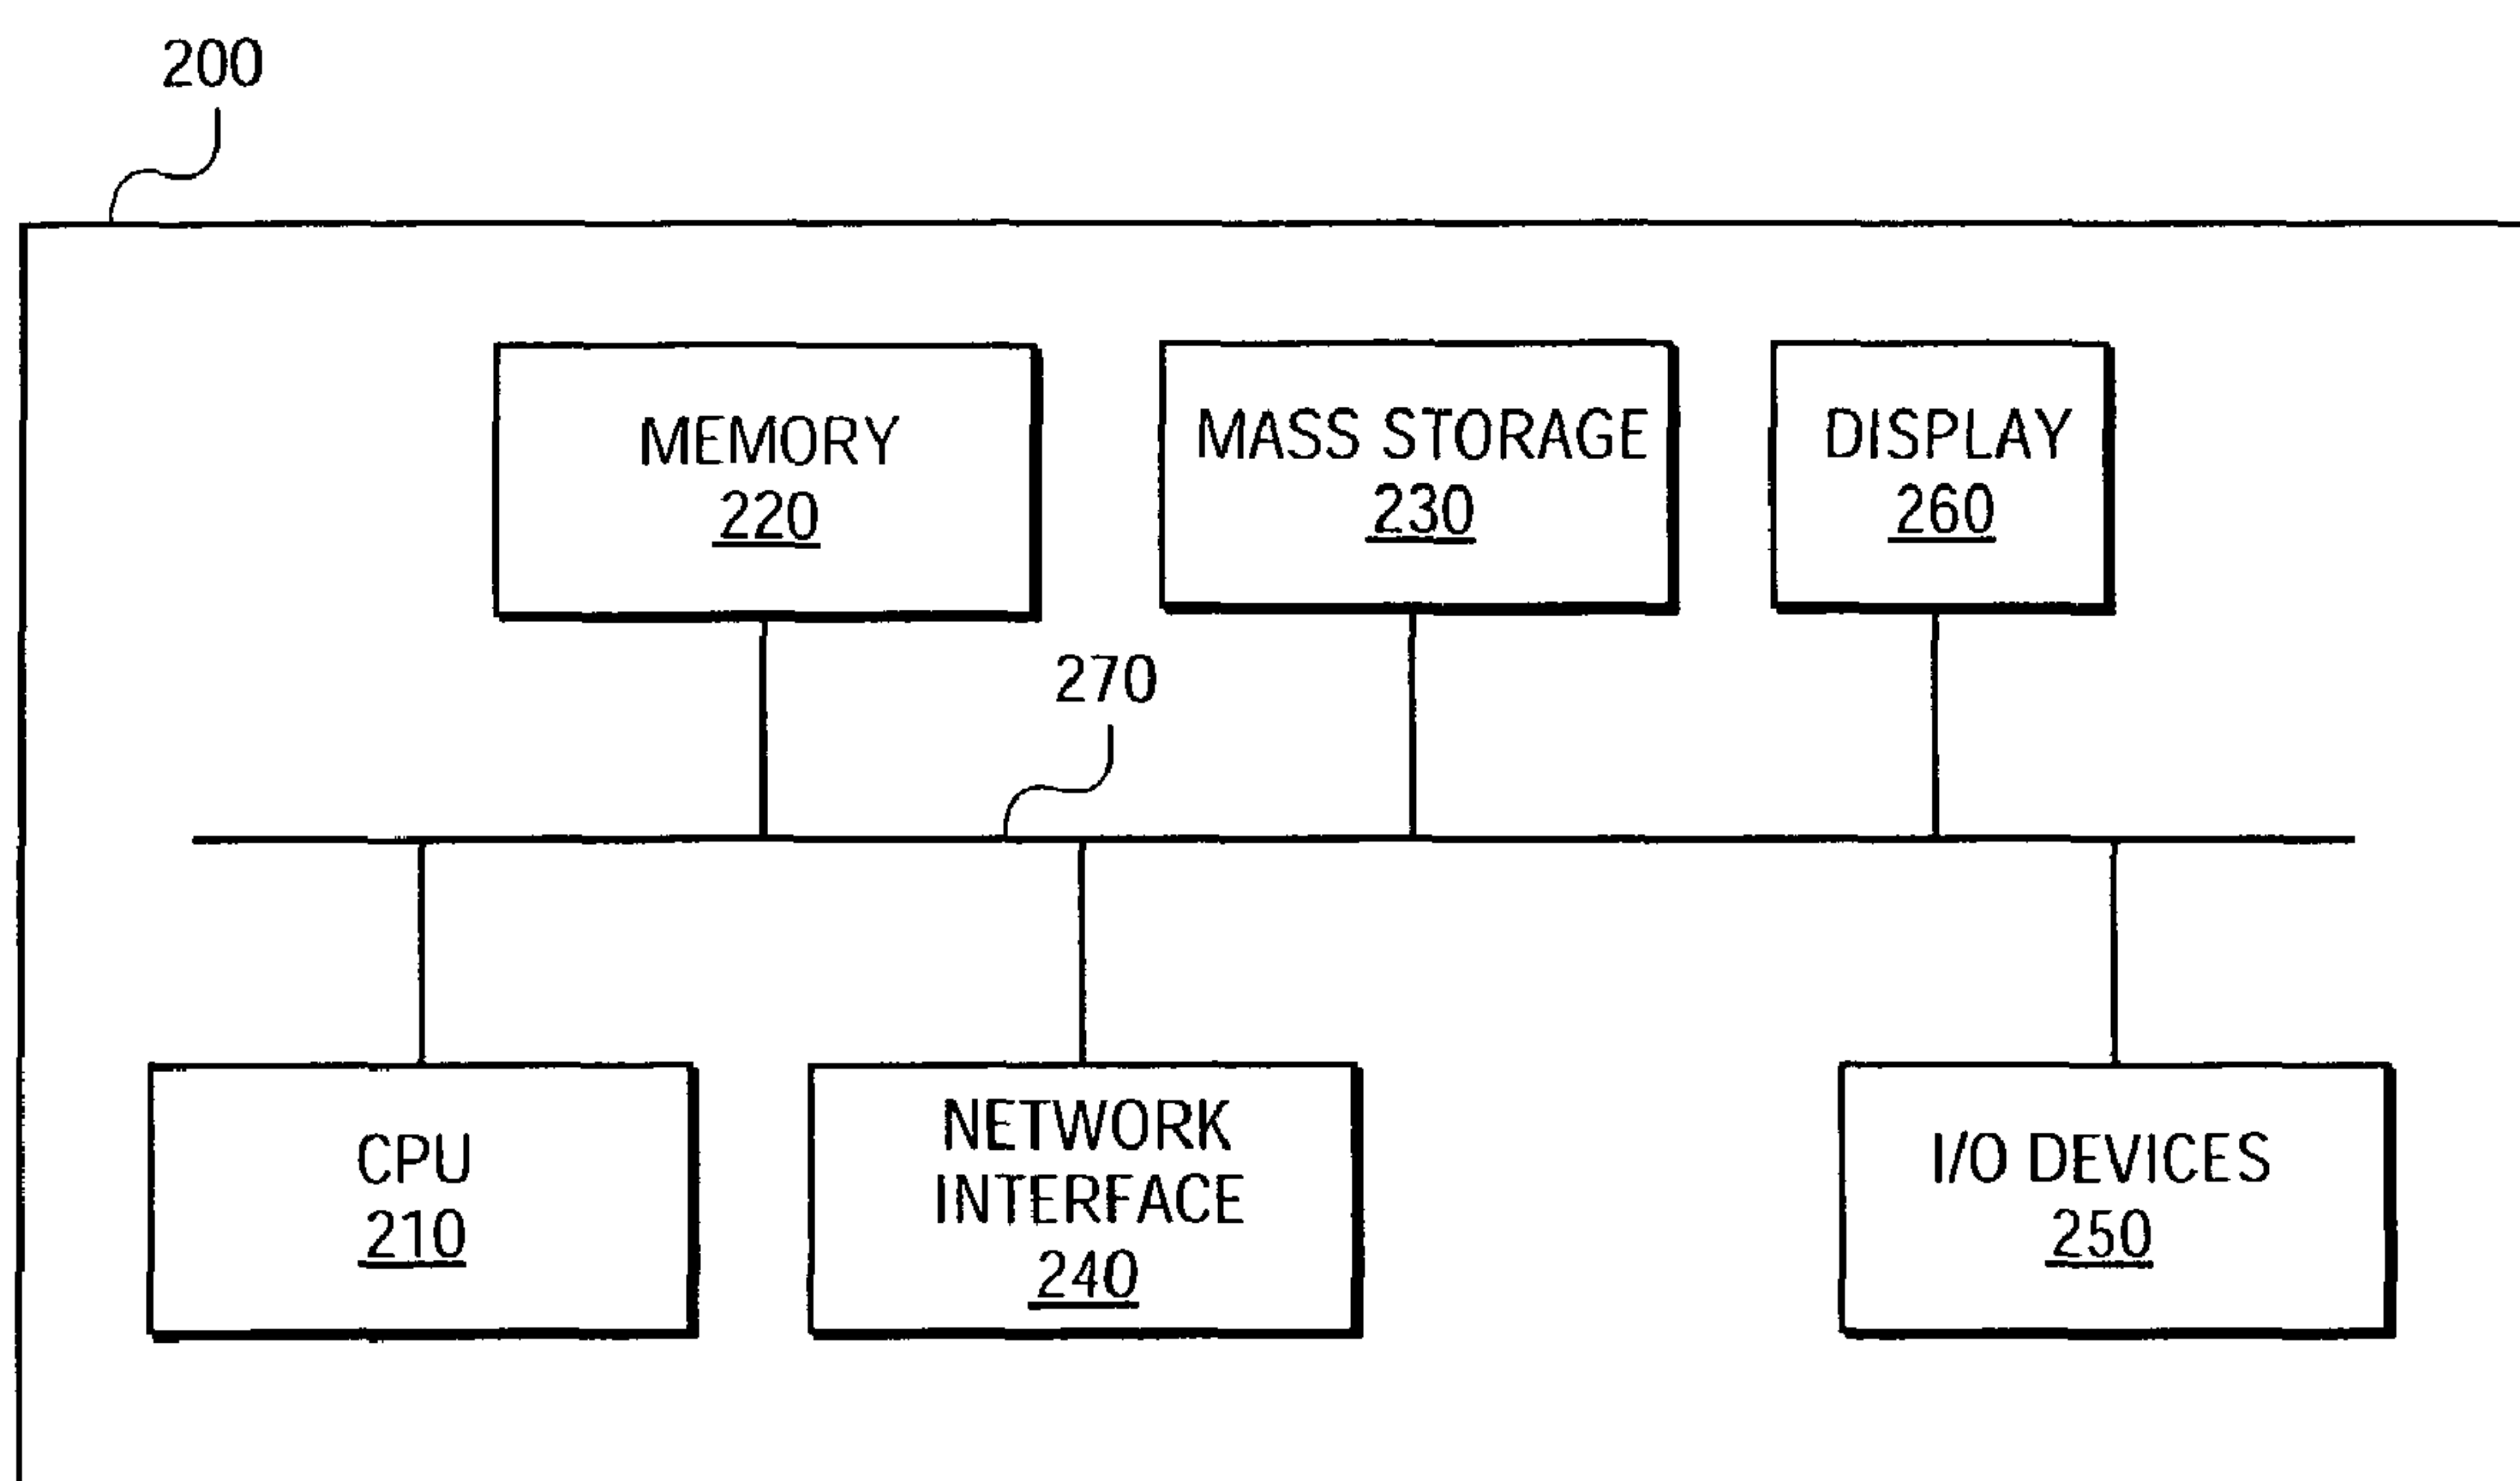 200
MEMORY
220
MASS STORAGE
230
DISPLAY
260
270
CPU
210
NETWORK
INTERFACE
240
I/O DEVICES
250